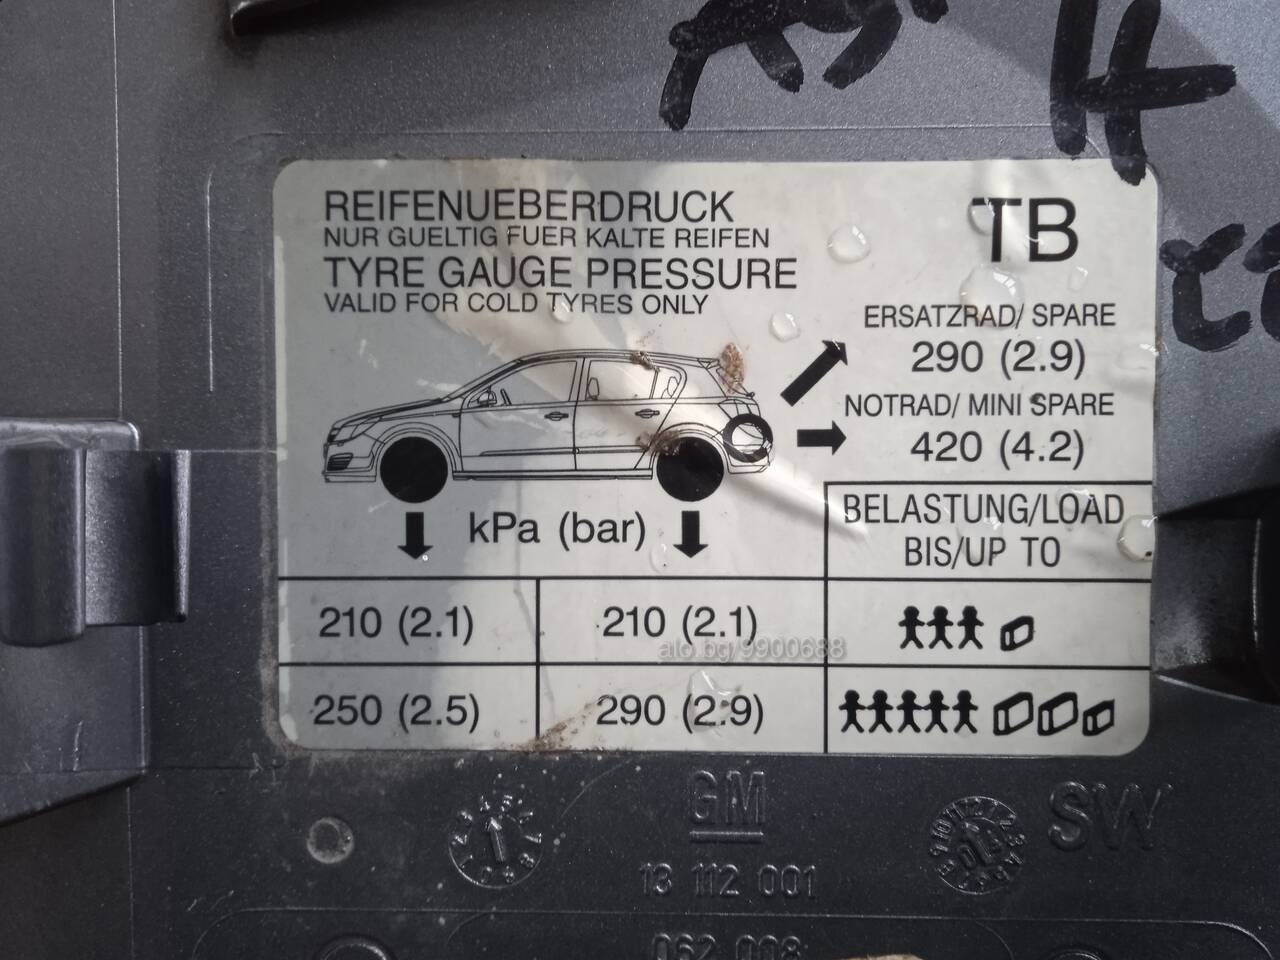 REIFENUEBERDRUCK
NUR GUELTIG FUER KALTE REIFEN
TYRE GAUGE PRESSURE
VALID FOR COLD TYRES ONLY
TB
ERSATZRAD/ SPARE
290 (2.9)
NOTRAD/ MINI SPARE
420 (4.2)
kPa (bar)
BELASTUNG/LOAD
BIS/UP TO
210 (2.1) 210 (2.1)
250 (2.5) 290 (2.9)
alo.bg/9900688
GM
SW
13 112 001
062 008